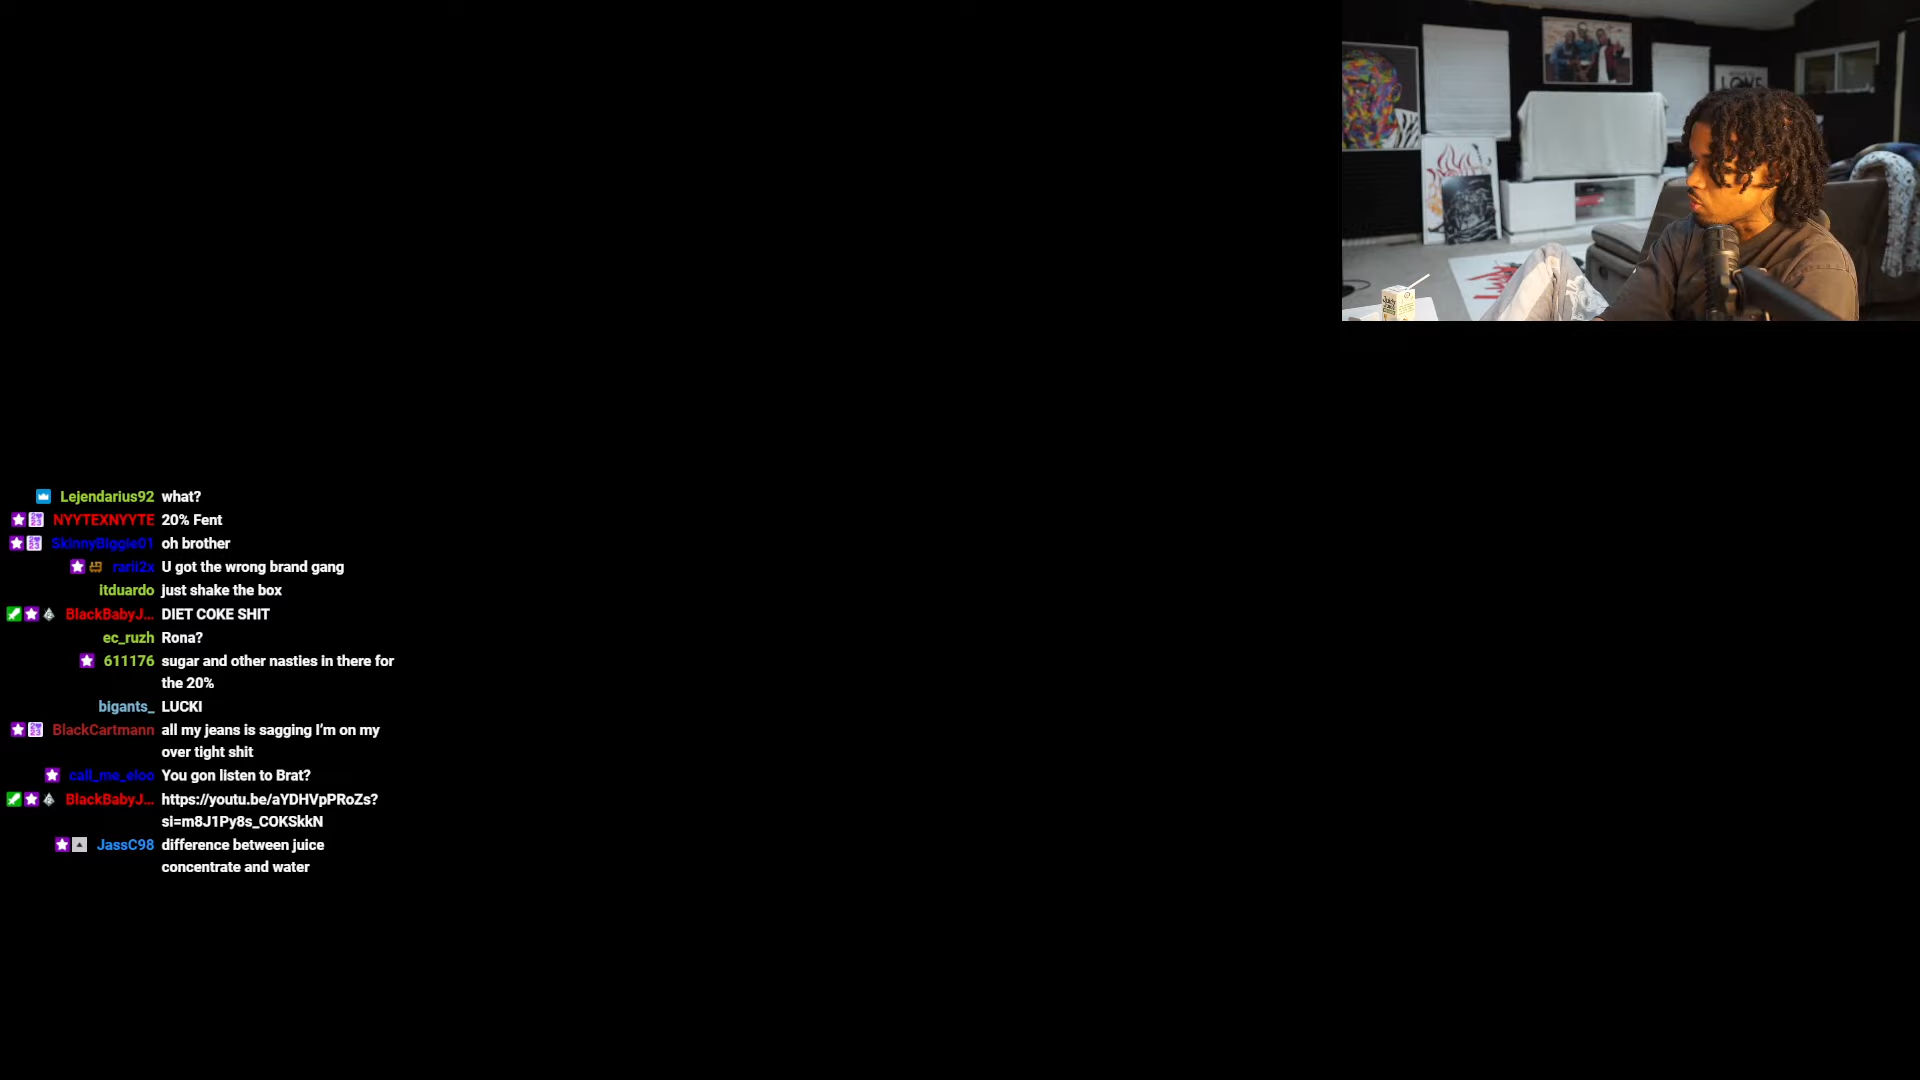 LOVE
Lejendarius92 what?
NYYTEXNYYTE 20% Fent
SkinnyBiggie01 oh brother
rarii2x U got the wrong brand gang
itduardo just shake the box
BlackBabyJ... DIET COKE SHIT
ec_ruzh Rona?
611176 sugar and other nasties in there for
the 20%
bigants_ LUCKI
BlackCartmann all my jeans is sagging I'm on my
over tight shit
call_me_eloo You gon listen to Brat?
BlackBabyJ... https://youtu.be/aYDHVpPRoZs?
si=m8J1Py8s_COKSkkN
JassC98 difference between juice
concentrate and water